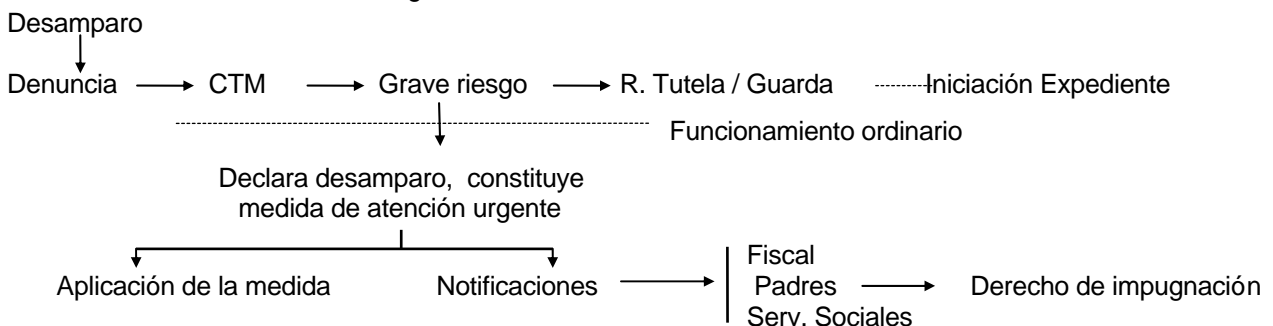 Desamparo
Denuncia CTM Grave riesgo R. Tutela / Guarda Iniciación Expediente
Funcionamiento ordinario
Declara desamparo, constituye
medida de atención urgente
Fiscal
Aplicación de la medida Notificaciones Padres Derecho de impugnación
Serv. Sociales